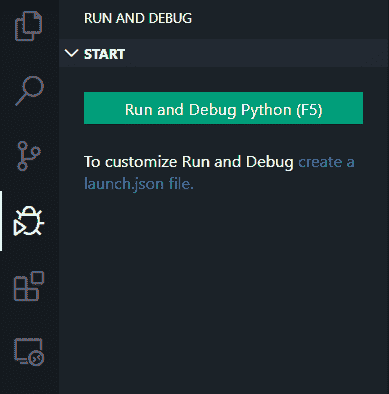 RUN AND DEBUG
START
Run and Debug Python (F5)
To customize Run and Debug create a
launch.json file.